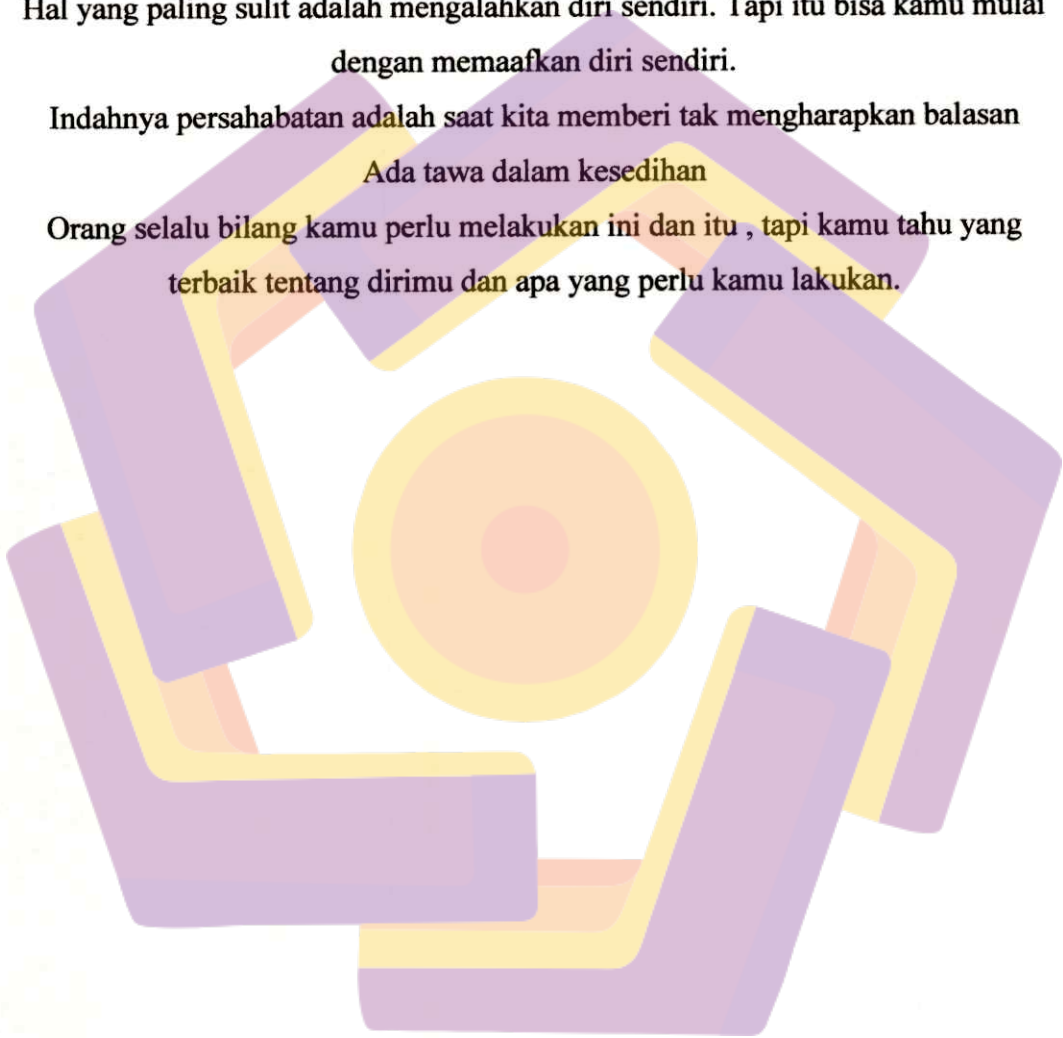 Hal yang paling sulit adalah mengalahkan diri sendiri. Tapi itu bisa kamu mulai
dengan memaafkan diri sendiri.
Indahnya persahabatan adalah saat kita memberi tak mengharapkan balasan
Ada tawa dalam kesedihan
Orang selalu bilang kamu perlu melakukan ini dan itu , tapi kamu tahu yang
terbaik tentang dirimu dan apa yang perlu kamu lakukan.